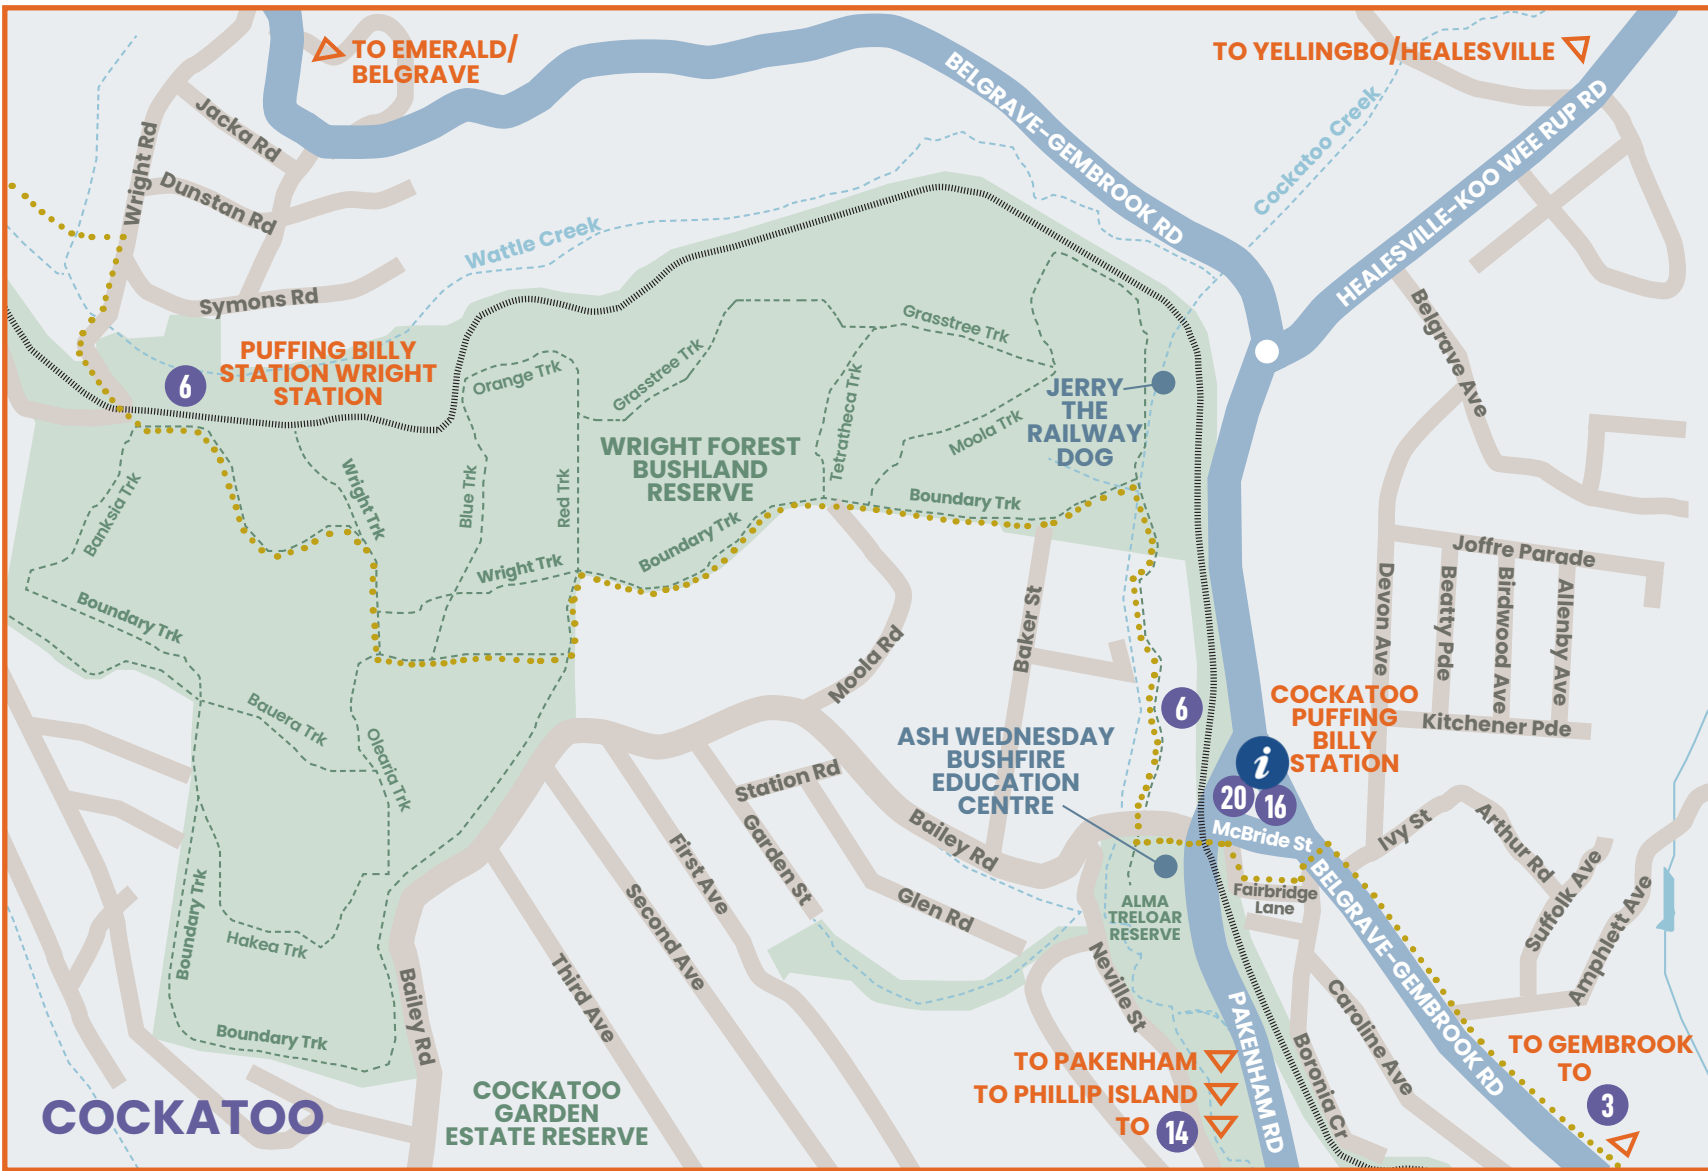 TO EMERALD/
BELGRAVE
TO YELLINGBO/HEALESVILLE
BELGRAVE-GEMBROOK RD
HEALESVILLE-KOO WEE RUP RD
Cockatoo Creek
Jacka Rd
Wright Rd
Dunstan Rd
Wattle Creek
Symons Rd
Belgrave Ave
PUFFING BILLY
STATION WRIGHT
STATION
6
Orange Trk
Grasstree Trk
Grasstree Trk
Tetratheca Trk
Moola Trk
JERRY
THE
RAILWAY
DOG
WRIGHT FOREST
BUSHLAND
RESERVE
Banksia Trk
Wright Trk
Blue Trk
Red Trk
Boundary Trk
Boundary Trk
Wright Trk
Boundary Trk
Joffre Parade
Devon Ave
Beatty Pde
Birdwood Ave
Allenby Ave
Kitchener Pde
Baker St
Moola Rd
6
COCKATOO
PUFFING
BILLY
STATION
i
20
16
McBride St
ASH WEDNESDAY
BUSHFIRE
EDUCATION
CENTRE
Bauera Trk
Olearia Trk
Station Rd
Garden St
First Ave
Second Ave
Third Ave
Bailey Rd
Glen Rd
Ivy St
Arthur Rd
Suffolk Ave
Amphlett Ave
Fairbridge
Lane
ALMA
TRELOAR
RESERVE
BELGRAVE-GEMBROOK RD
Boundary Trk
Hakea Trk
Boundary Trk
Bailey Rd
Neville St
PAKENHAM RD
Caroline Ave
Boronia Cr
TO PAKENHAM
TO PHILLIP ISLAND
TO 14
TO GEMBROOK
TO
3
COCKATOO
GARDEN
ESTATE RESERVE
COCKATOO